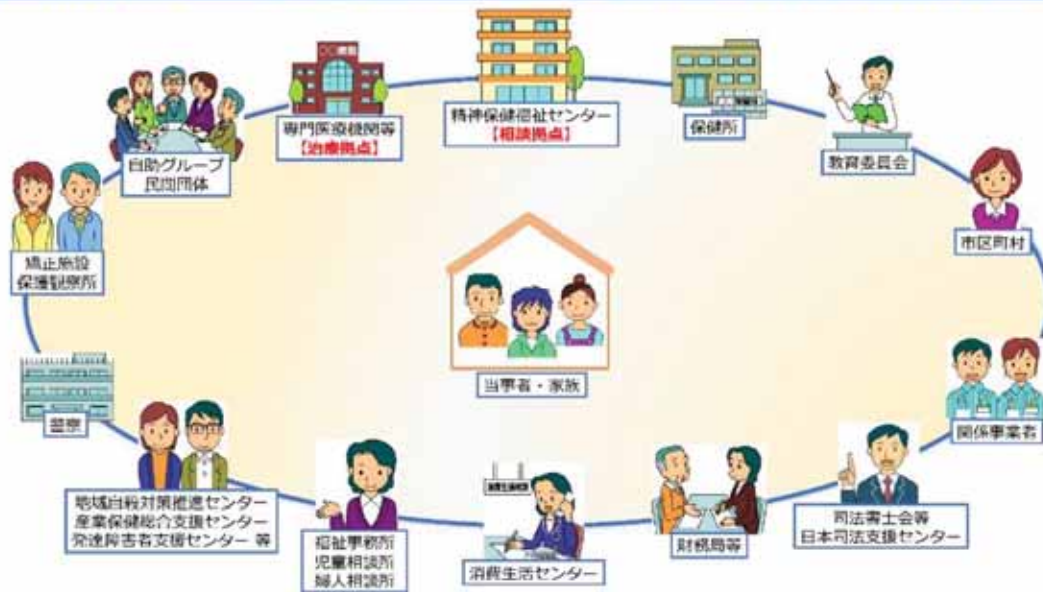 専門医療機関等
【治療拠点】
精神保健福祉センター
【相談拠点】
保健所
教育委員会
市区町村
関係事業者
司法書士会等
日本司法支援センター
財務局等
消費生活センター
福祉事務所
児童相談所
婦人相談所
地域自殺対策推進センター
産業保健総合支援センター
発達障害者支援センター 等
警察
矯正施設
保護観察所
自助グループ
民間団体
当事者・家族